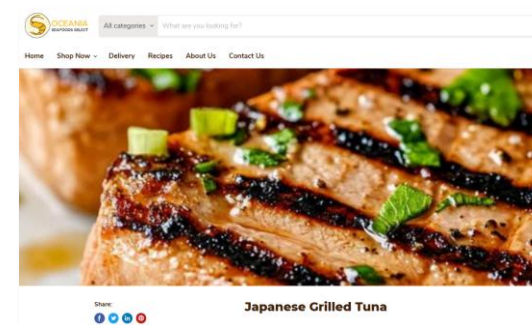 OCEANIA
SEAFOODS SELECT
All categories
What are you looking for?
Home Shop Now Delivery Recipes About Us Contact Us
Share:
Japanese Grilled Tuna